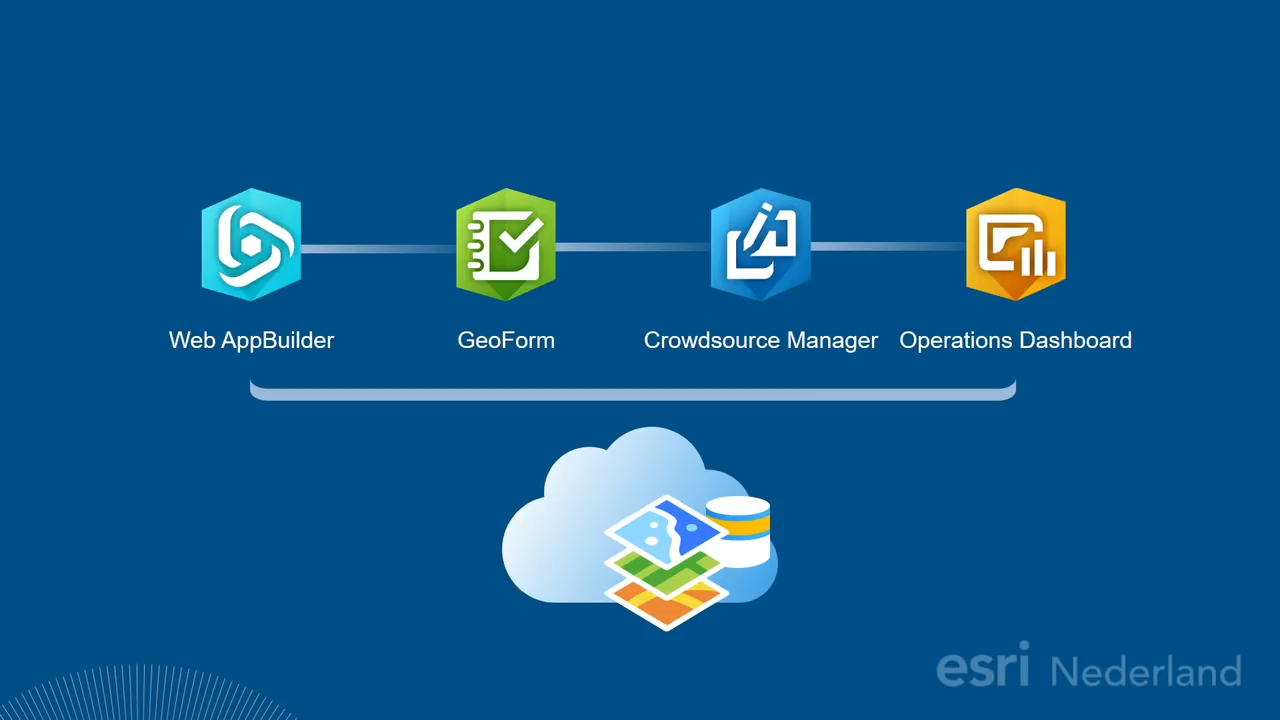 Web AppBuilder
GeoForm
Crowdsource Manager
Operations Dashboard
esri Nederland